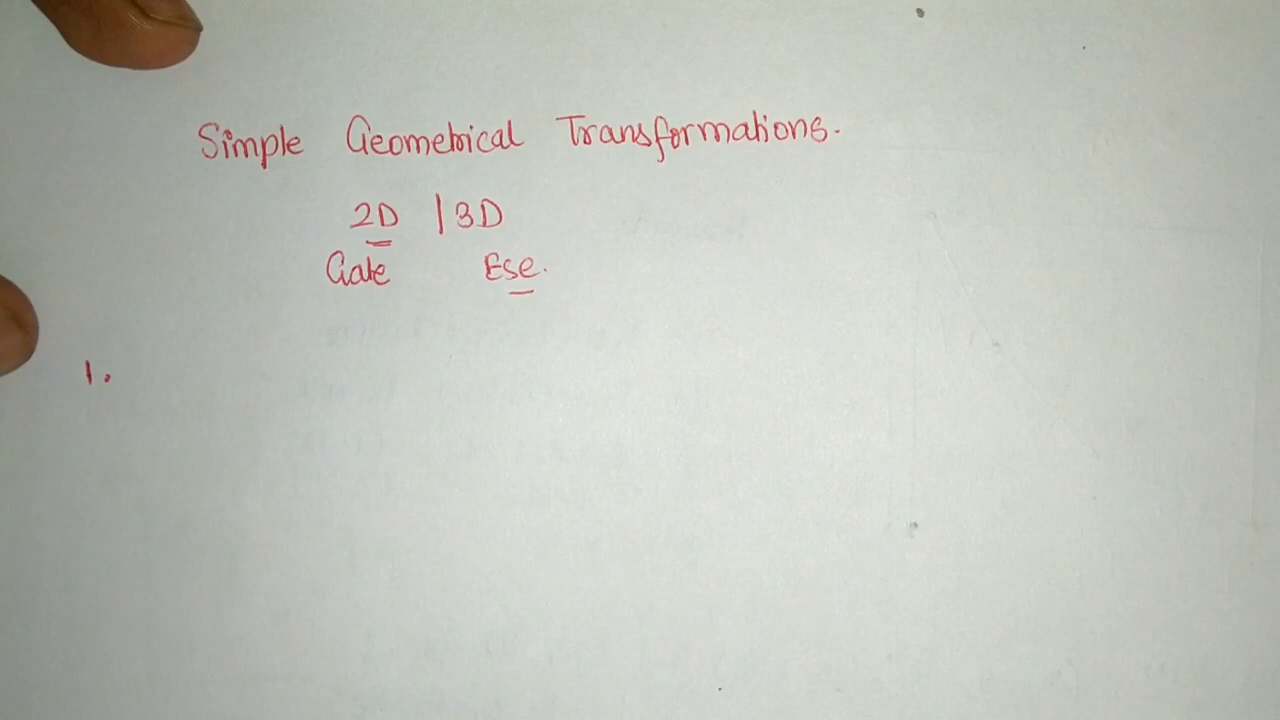 Simple Geometrical Transformations.
2D | 3D
Gate Ese.
1.